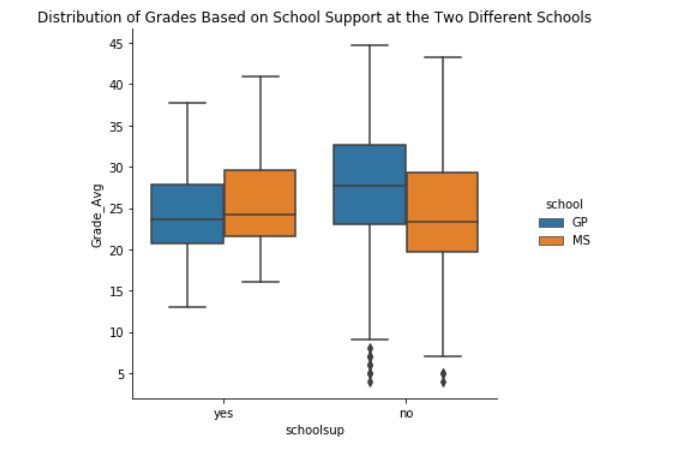 Distribution of Grades Based on School Support at the Two Different Schools
45
40
35
30
25
20
15
10
5
Grade_Avg
yes
no
schoolsup
school
GP
MS